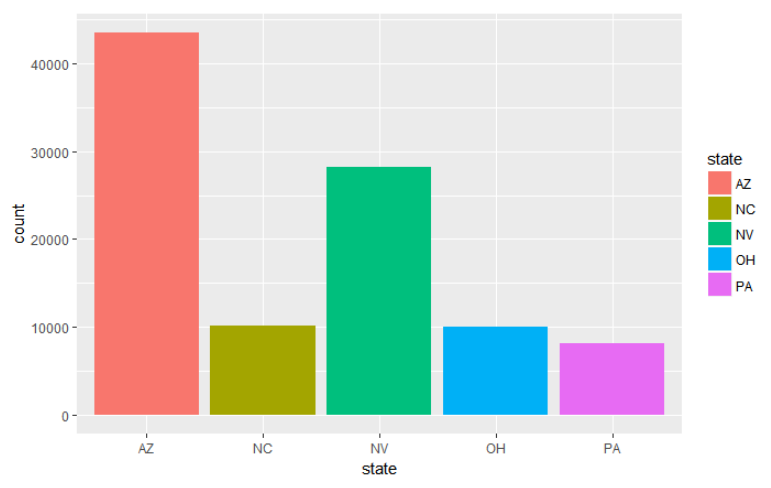 40000
30000
20000
10000
0
count
AZ NC NV OH PA
state
state
AZ
NC
NV
OH
PA